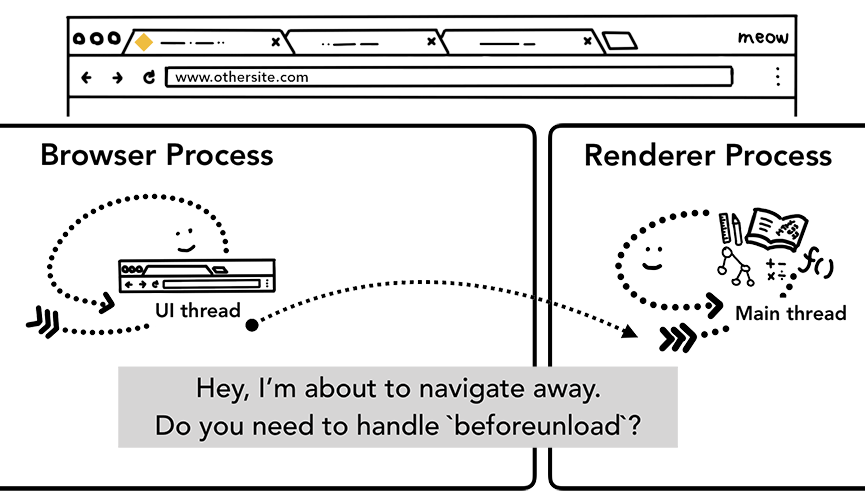 meow
www.othersite.com
Browser Process
Renderer Process
f()
UI thread
Main thread
Hey, I'm about to navigate away.
Do you need to handle `beforeunload`?